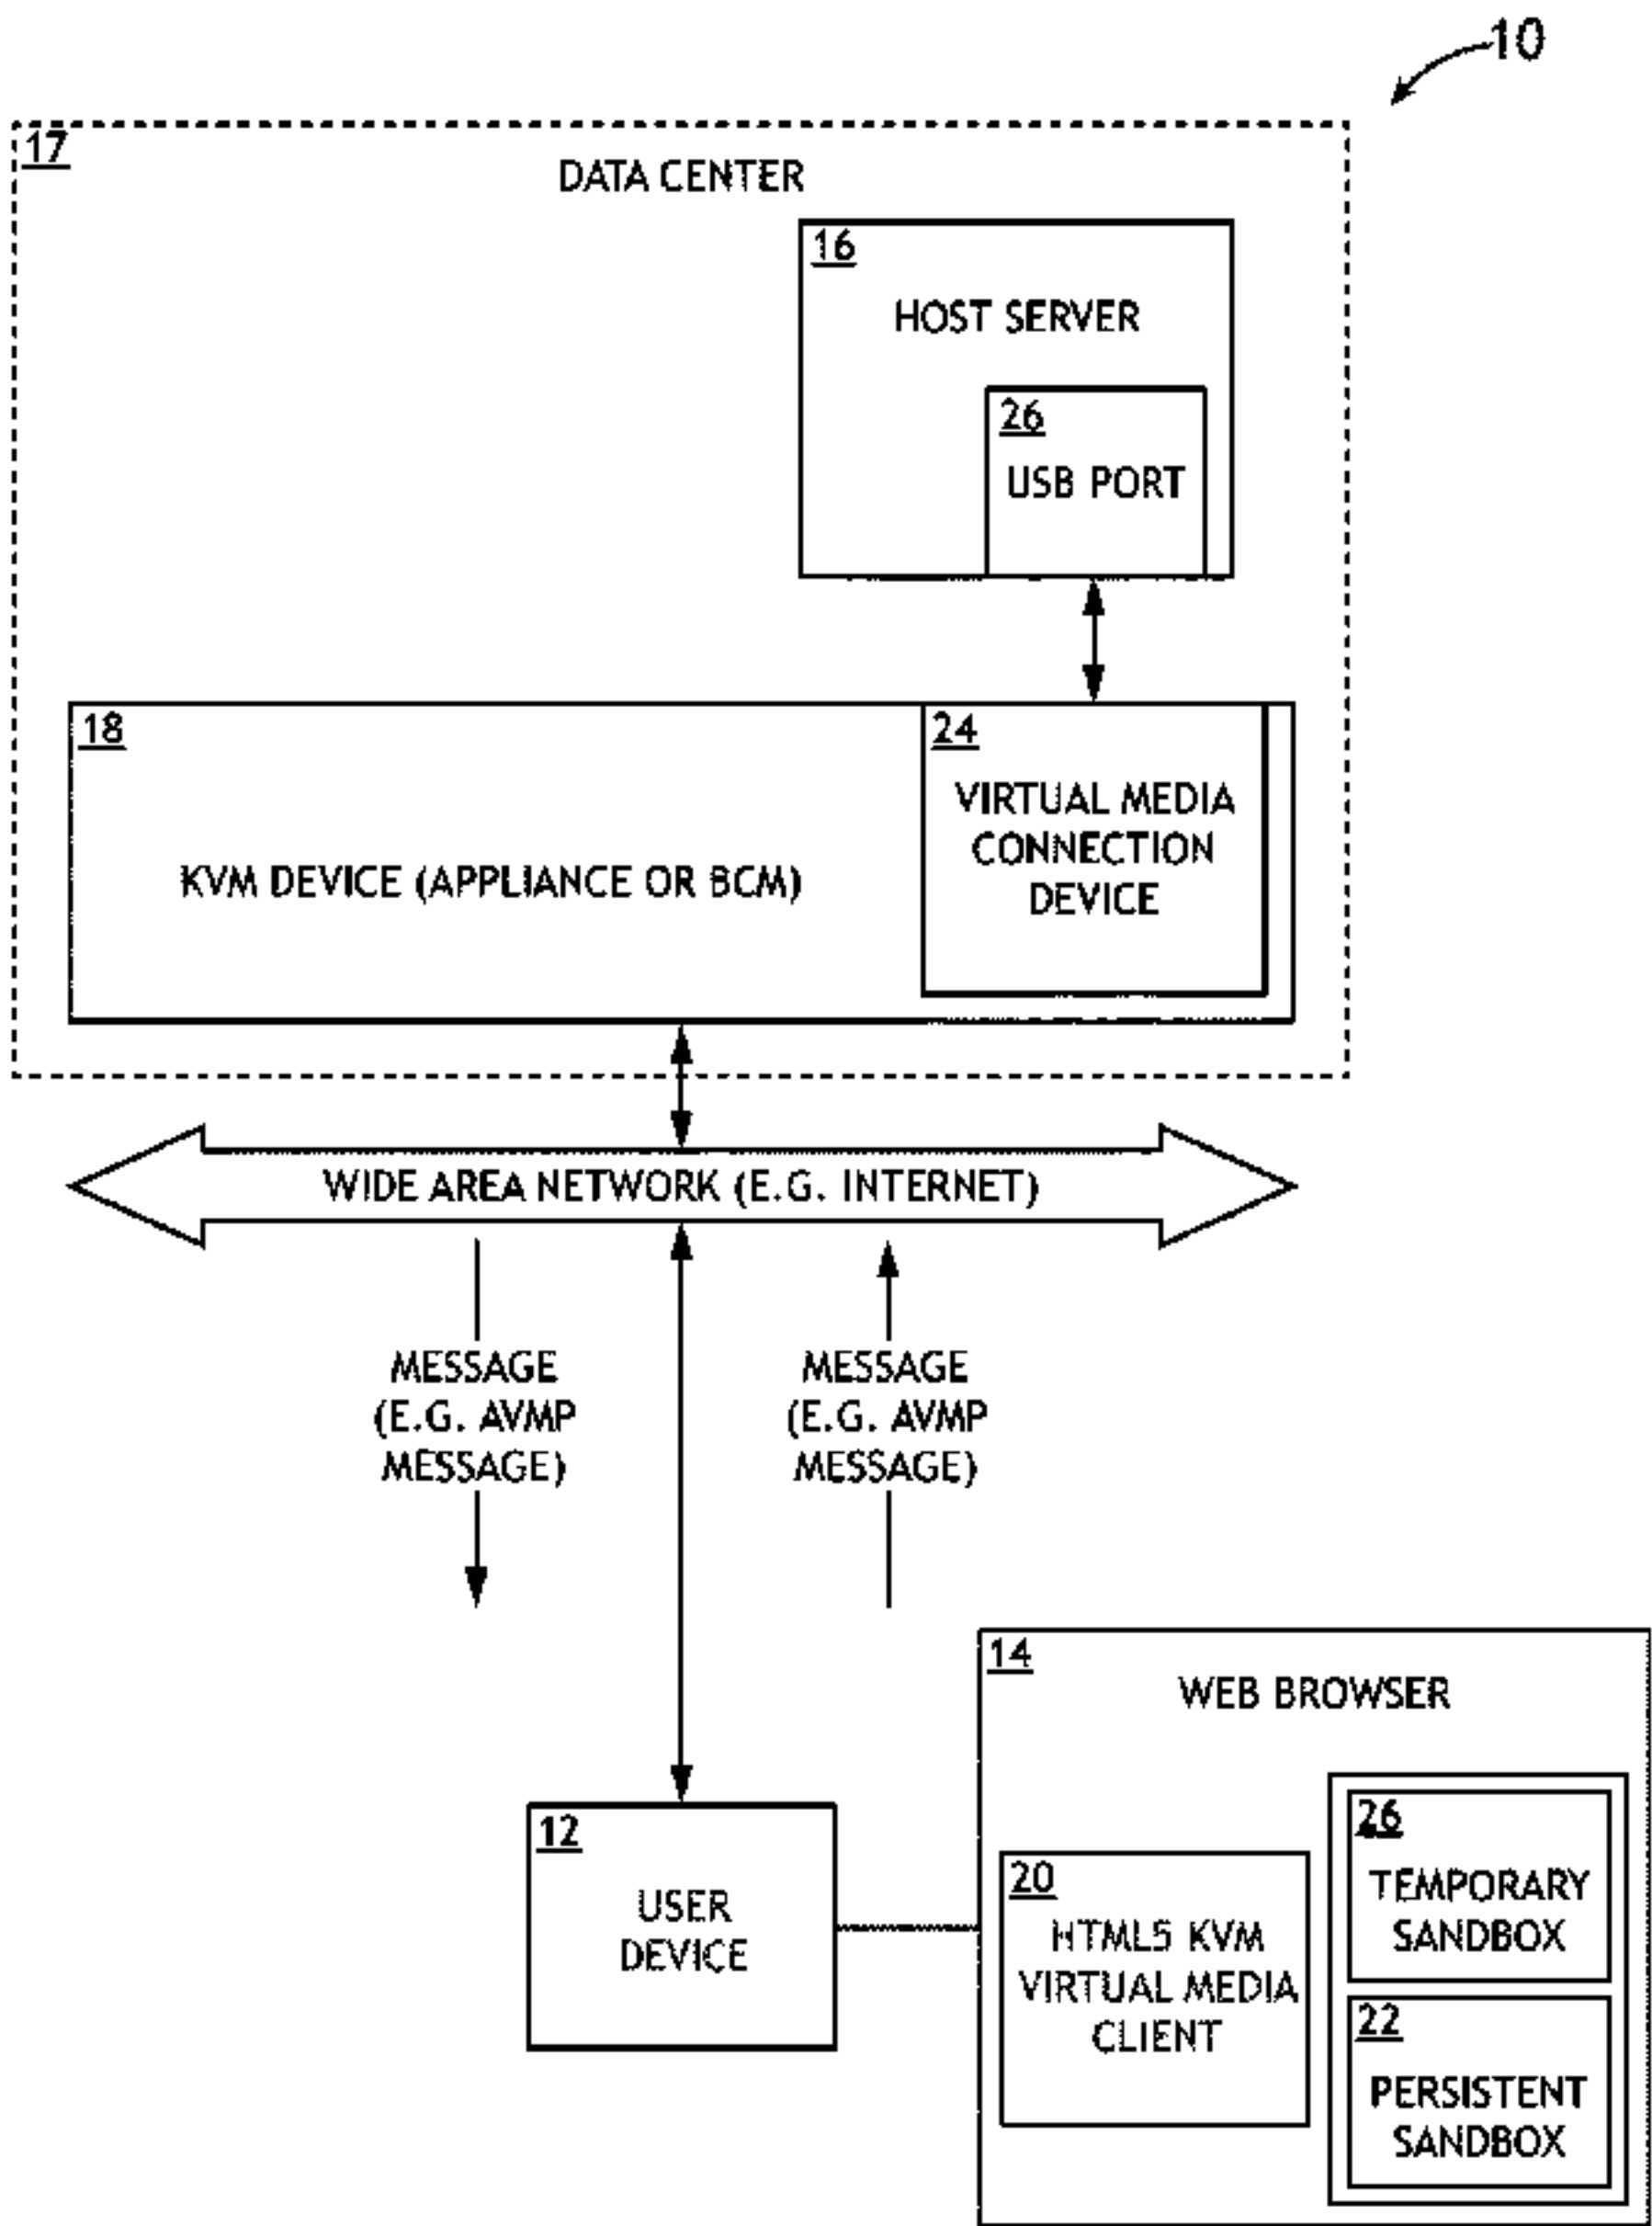 10
17
DATA CENTER
16
HOST SERVER
26
USB PORT
18
KVM DEVICE (APPLIANCE OR BCM)
24
VIRTUAL MEDIA
CONNECTION
DEVICE
WIDE AREA NETWORK (E.G. INTERNET)
MESSAGE
(E.G. AVMP
MESSAGE)
MESSAGE
(E.G. AVMP
MESSAGE)
14
WEB BROWSER
12
USER
DEVICE
20
HTML5 KVM
VIRTUAL MEDIA
CLIENT
26
TEMPORARY
SANDBOX
22
PERSISTENT
SANDBOX